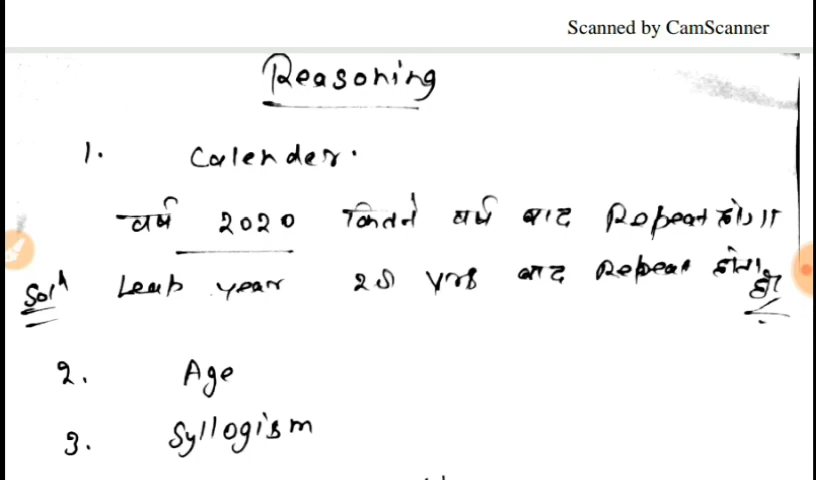 Scanned by CamScanner
Reasoning
1. Calender.
वर्ष 2020 कितने वर्ष बाद Repeat होगा
Solⁿ Leap year 28 yrs बाद Repeat होता है
2. Age
3. Syllogism